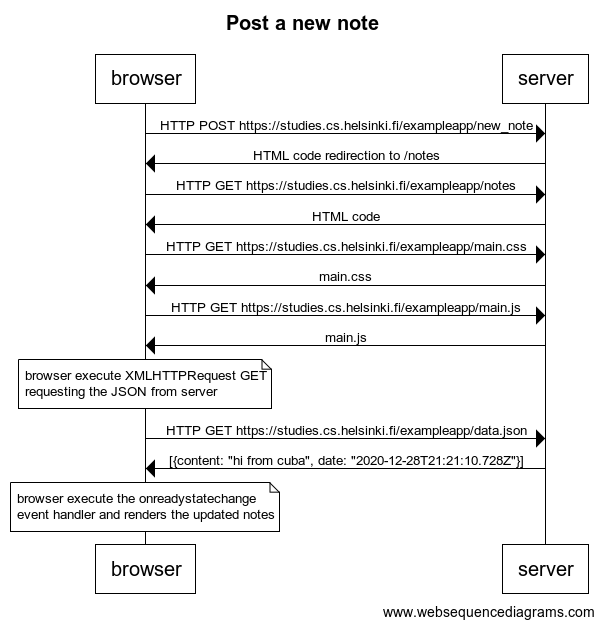 Post a new note
browser
server
HTTP POST https://studies.cs.helsinki.fi/exampleapp/new_note
HTML code redirection to /notes
HTTP GET https://studies.cs.helsinki.fi/exampleapp/notes
HTML code
HTTP GET https://studies.cs.helsinki.fi/exampleapp/main.css
main.css
HTTP GET https://studies.cs.helsinki.fi/exampleapp/main.js
main.js
browser execute XMLHTTPRequest GET
requesting the JSON from server
HTTP GET https://studies.cs.helsinki.fi/exampleapp/data.json
[{content: "hi from cuba", date: "2020-12-28T21:21:10.728Z"}]
browser execute the onreadystatechange
event handler and renders the updated notes
browser
server
www.websequencediagrams.com